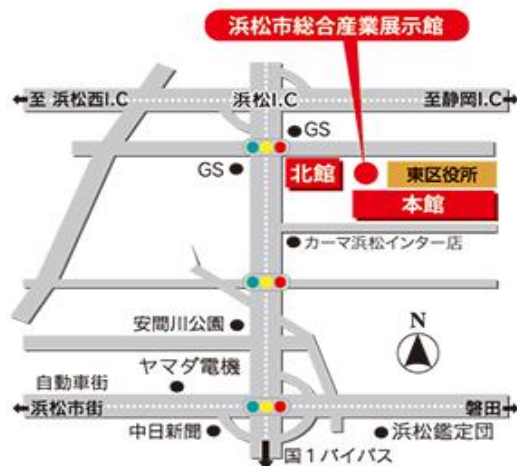 浜松市総合産業展示館
至 浜松西I.C
浜松I.C
至静岡I.C
GS
GS
北館
東区役所
本館
カーマ浜松インター店
N
安間川公園
ヤマダ電機
自動車街
浜松市街
磐田
中日新聞
浜松鑑定団
国1バイパス